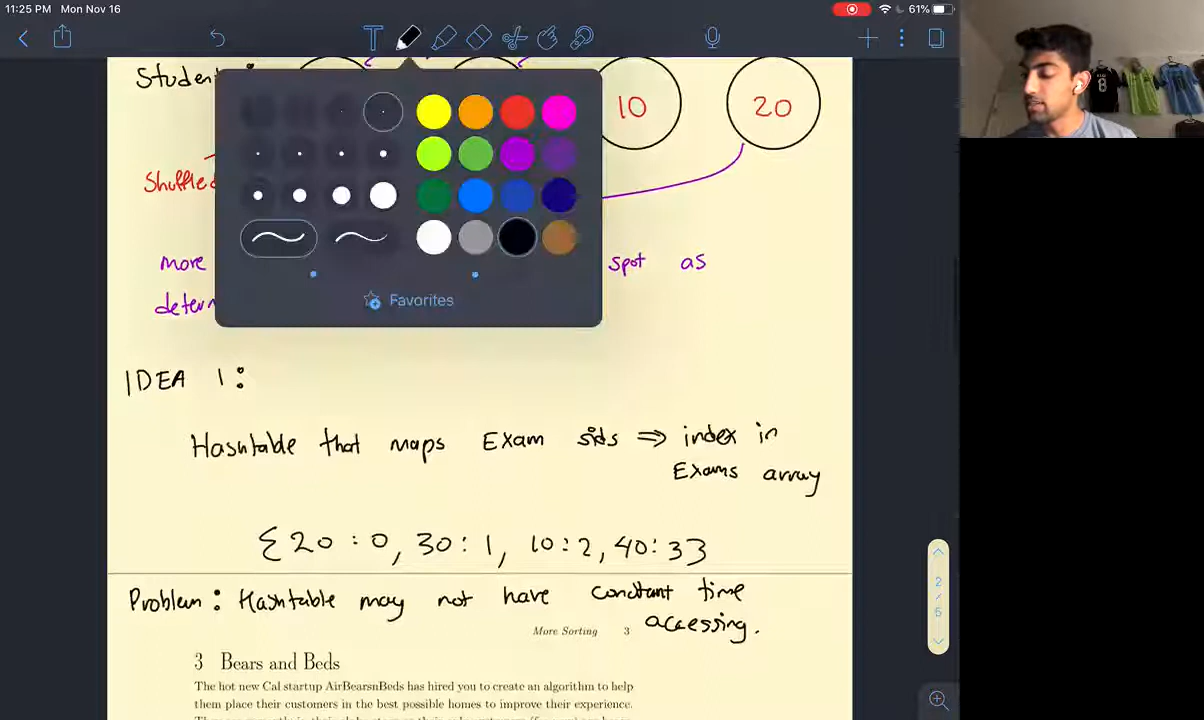 11:25 PM Mon Nov 16
61%
Student
10
20
Shuffled
more
spot as
deter
Favorites
IDEA 1:
Hashtable that maps Exam sids ⇒ index in
Exams array
{20:0, 30:1, 10:2, 40:3}
Problem: Hashtable may not have constant time
accessing.
More Sorting 3
3 Bears and Beds
The hot new Cal startup AirBearsnBeds has hired you to create an algorithm to help
them place their customers in the best possible homes to improve their experience.
2/5